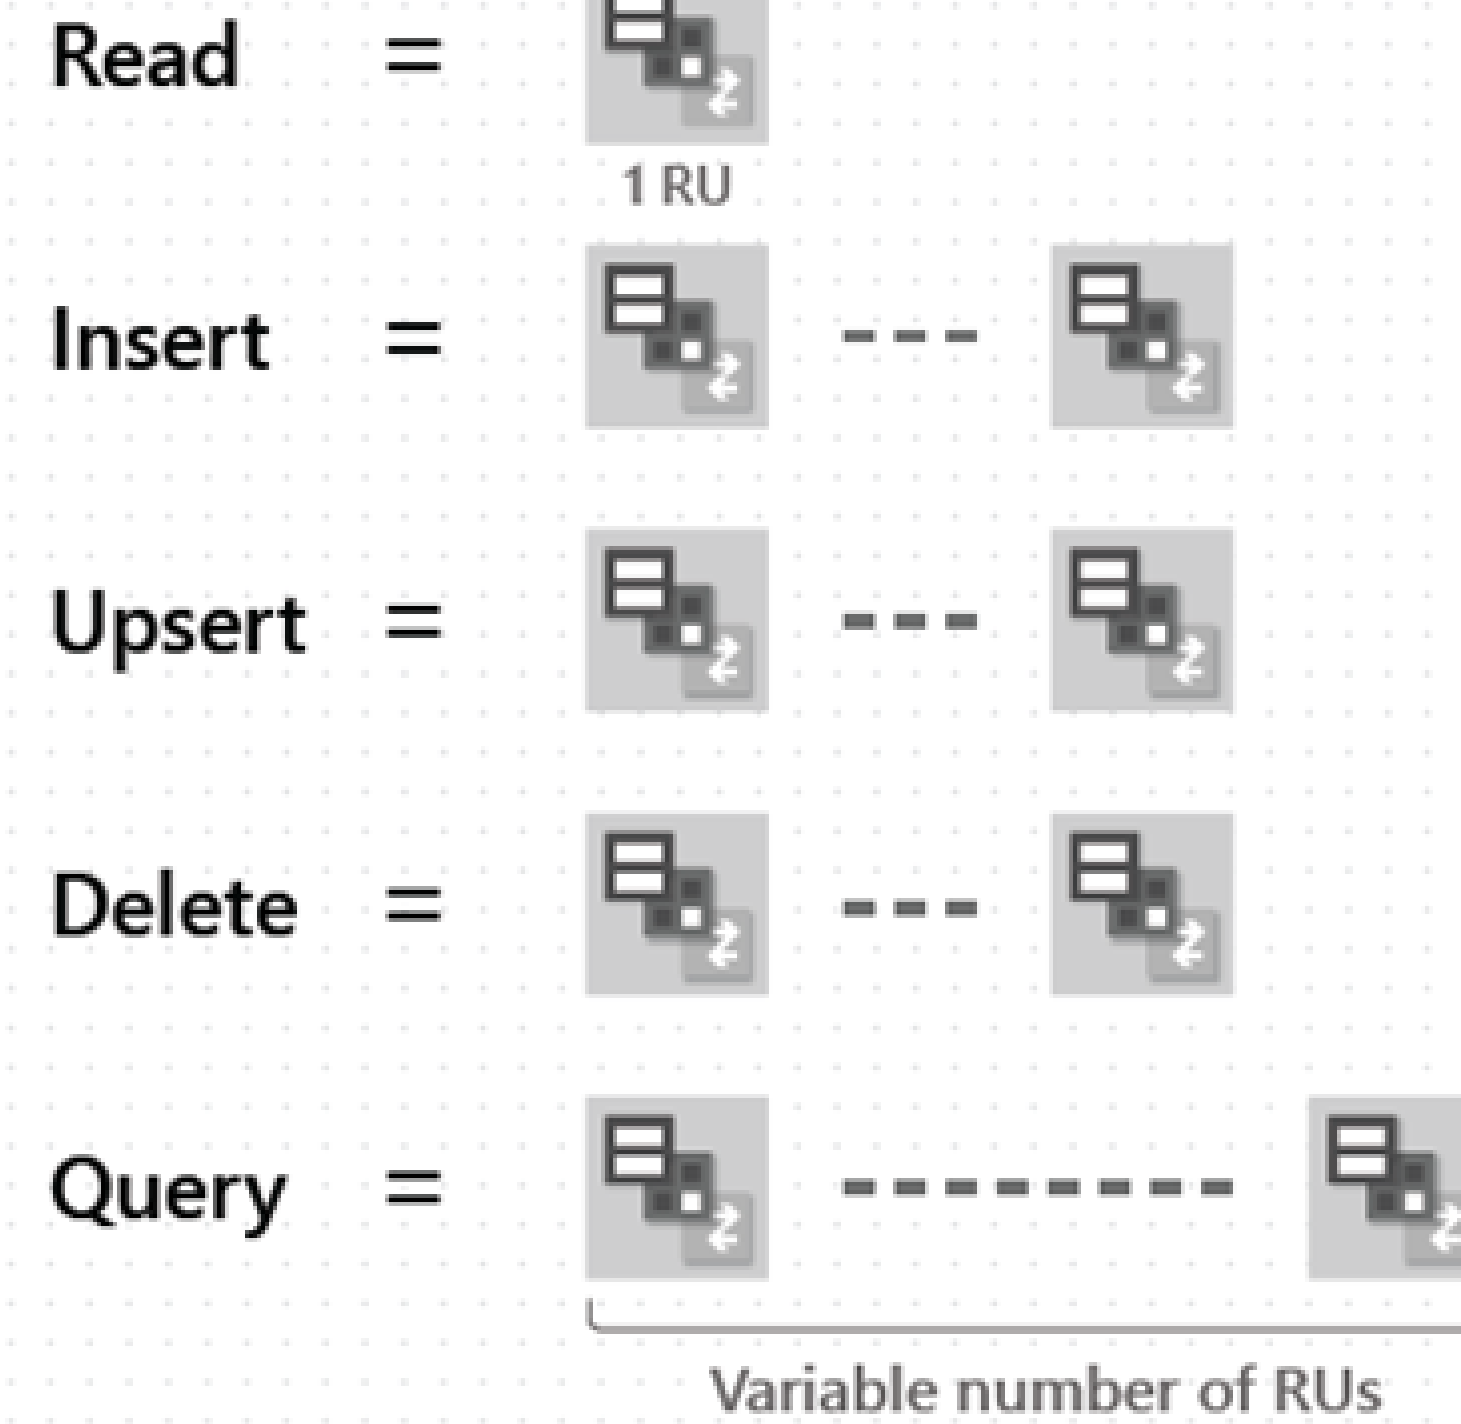 Read =
1 RU
Insert =
Upsert =
Delete =
Query =
Variable number of RUs